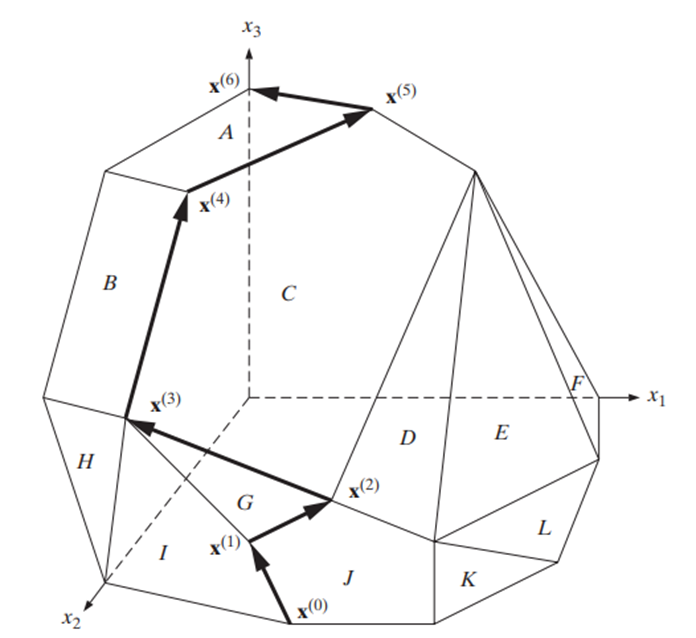 x₃
x⁽⁶⁾
x⁽⁵⁾
A
x⁽⁴⁾
B
C
F
x₁
x⁽³⁾
D
E
H
G
x⁽²⁾
L
I
x⁽¹⁾
J
K
x⁽⁰⁾
x₂